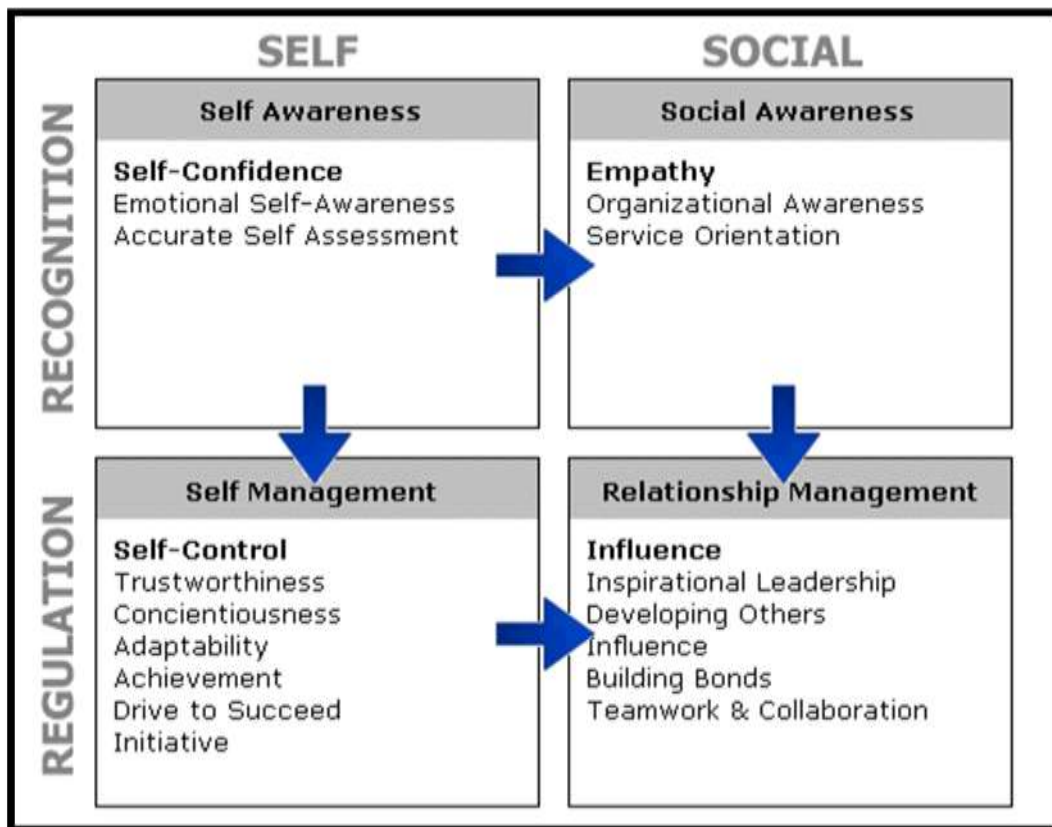 SELF
SOCIAL
RECOGNITION
Self Awareness
Self-Confidence
Emotional Self-Awareness
Accurate Self Assessment
Social Awareness
Empathy
Organizational Awareness
Service Orientation
REGULATION
Self Management
Self-Control
Trustworthiness
Concientiousness
Adaptability
Achievement
Drive to Succeed
Initiative
Relationship Management
Influence
Inspirational Leadership
Developing Others
Influence
Building Bonds
Teamwork & Collaboration